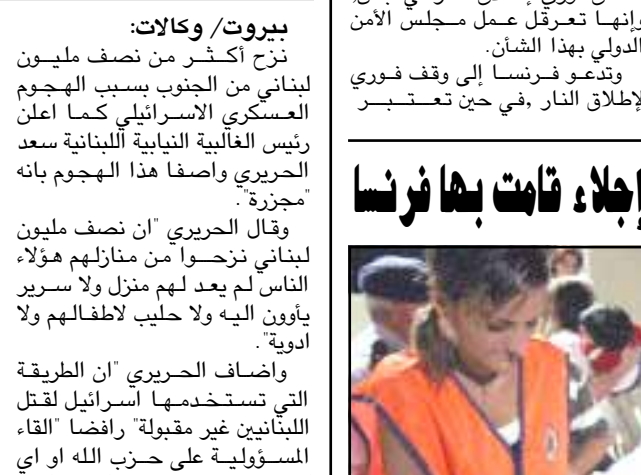 وإنها تعرقل عمل مجلس الأمن
الدولي بهذا الشأن.
وتدعو فرنسا إلى وقف فوري
لإطلاق النار ,في حين تعتبر
إجلاء قامت بها فرنسا
بيروت/ وكالات:
نزح أكثر من نصف مليون
لبناني من الجنوب بسبب الهجوم
العسكري الاسرائيلي كما اعلن
رئيس الغالبية النيابية اللبنانية سعد
الحريري واصفا هذا الهجوم بانه
"مجزرة".
وقال الحريري "ان نصف مليون
لبناني نزحوا من منازلهم هؤلاء
الناس لم يعد لهم منزل ولا سرير
يأوون اليه ولا حليب لاطفالهم ولا
ادوية".
واضاف الحريري "ان الطريقة
التي تستخدمها اسرائيل لقتل
اللبنانيين غير مقبولة" رافضا "القاء
المسؤولية على حزب الله او اي